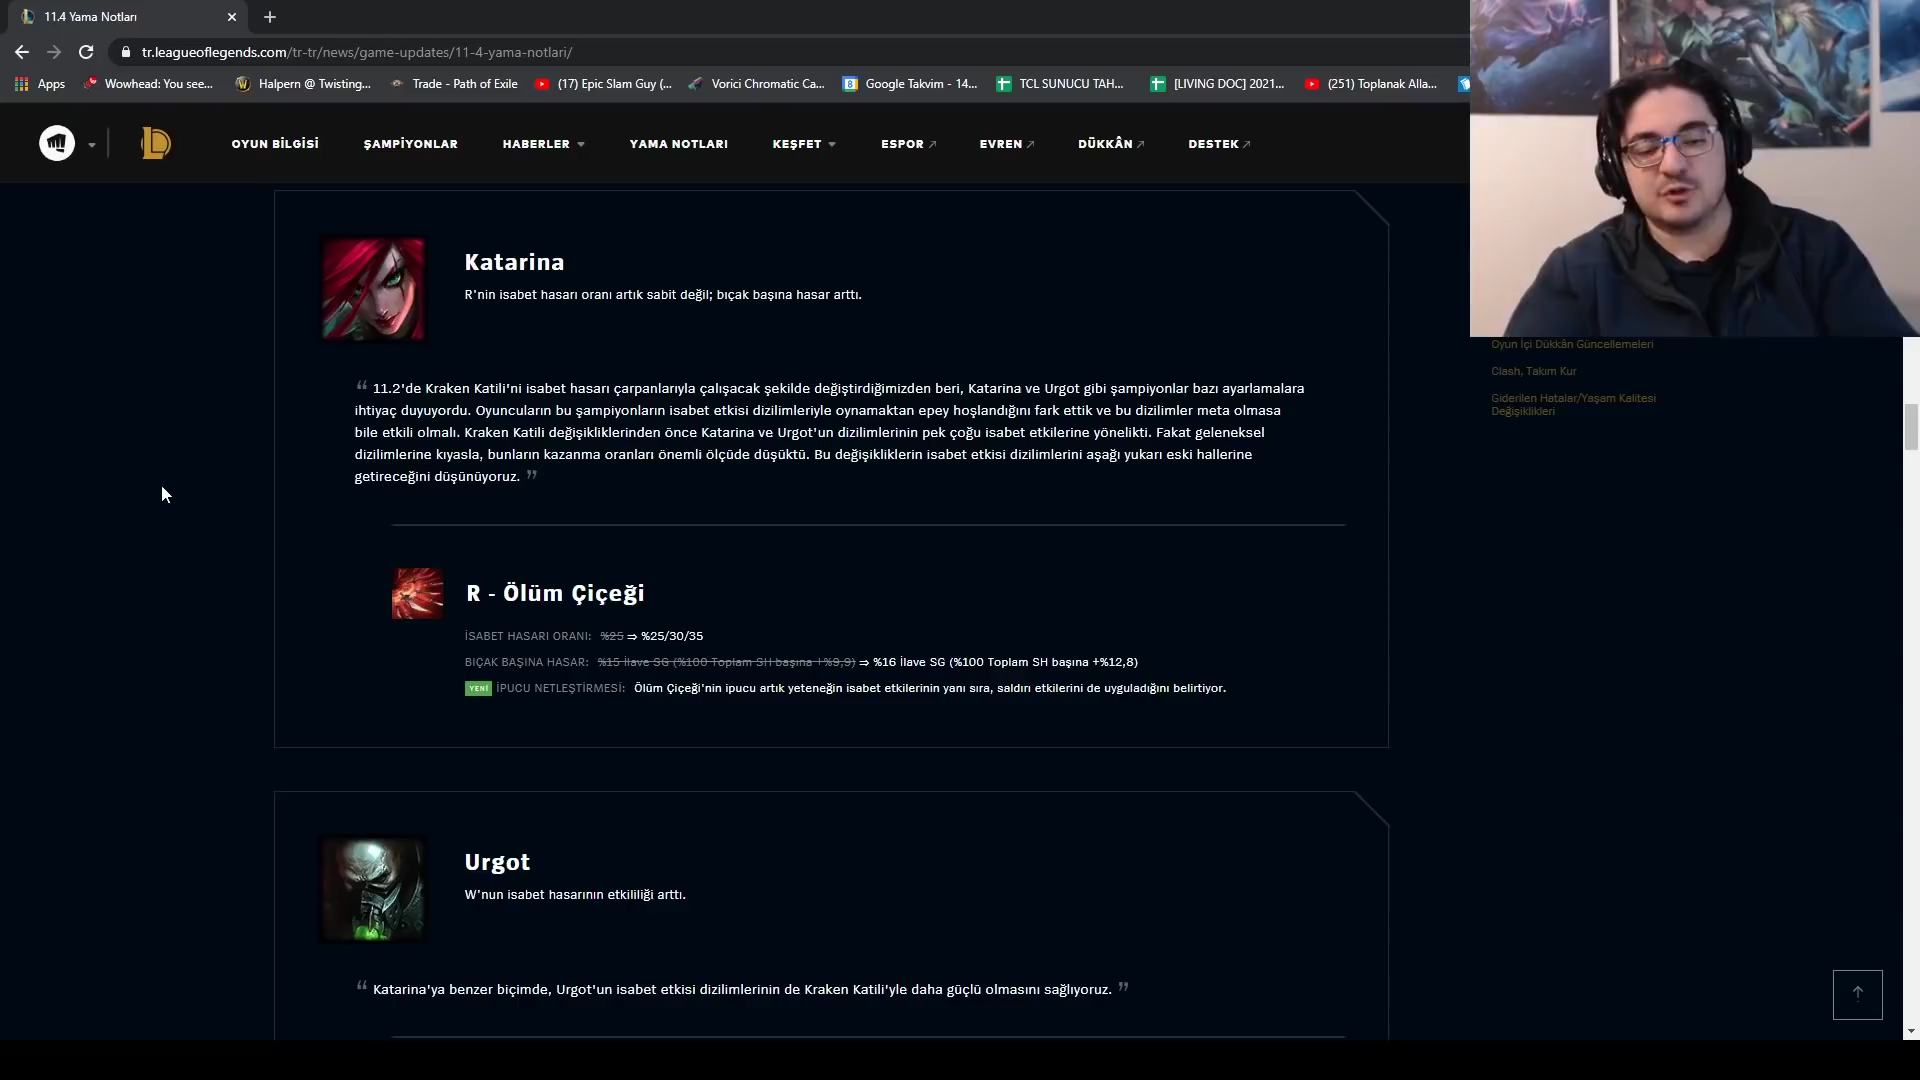 11.4 Yama Notları
tr.leagueoflegends.com/tr-tr/news/game-updates/11-4-yama-notlari/
Apps Wowhead: You see... Halpern @ Twisting... Trade - Path of Exile (17) Epic Slam Guy (... Vorici Chromatic Ca... Google Takvim - 14... TCL SUNUCU TAH... [LIVING DOC] 2021... (251) Toplanak Alla...
OYUN BİLGİSİ ŞAMPİYONLAR HABERLER YAMA NOTLARI KEŞFET ESPOR EVREN DÜKKÂN DESTEK
Katarina
R'nin isabet hasarı oranı artık sabit değil; bıçak başına hasar arttı.
“ 11.2'de Kraken Katili'ni isabet hasarı çarpanlarıyla çalışacak şekilde değiştirdiğimizden beri, Katarina ve Urgot gibi şampiyonlar bazı ayarlamalara
ihtiyaç duyuyordu. Oyuncuların bu şampiyonların isabet etkisi dizilimleriyle oynamaktan epey hoşlandığını fark ettik ve bu dizilimler meta olmasa
bile etkili olmalı. Kraken Katili değişikliklerinden önce Katarina ve Urgot'un dizilimlerinin pek çoğu isabet etkilerine yönelikti. Fakat geleneksel
dizilimlerine kıyasla, bunların kazanma oranları önemli ölçüde düşüktü. Bu değişikliklerin isabet etkisi dizilimlerini aşağı yukarı eski hallerine
getireceğini düşünüyoruz. ”
R - Ölüm Çiçeği
İSABET HASARI ORANI: %25 ⇒ %25/30/35
BIÇAK BAŞINA HASAR: %15 İlave SG (%100 Toplam SH başına +%9,9) ⇒ %16 İlave SG (%100 Toplam SH başına +%12,8)
YENİ İPUCU NETLEŞTİRMESİ: Ölüm Çiçeği'nin ipucu artık yeteneğin isabet etkilerinin yanı sıra, saldırı etkilerini de uyguladığını belirtiyor.
Urgot
W'nun isabet hasarının etkililiği arttı.
“ Katarina'ya benzer biçimde, Urgot'un isabet etkisi dizilimlerinin de Kraken Katili'yle daha güçlü olmasını sağlıyoruz. ”
Oyun İçi Dükkân Güncellemeleri
Clash, Takım Kur
Giderilen Hatalar/Yaşam Kalitesi
Değişiklikleri